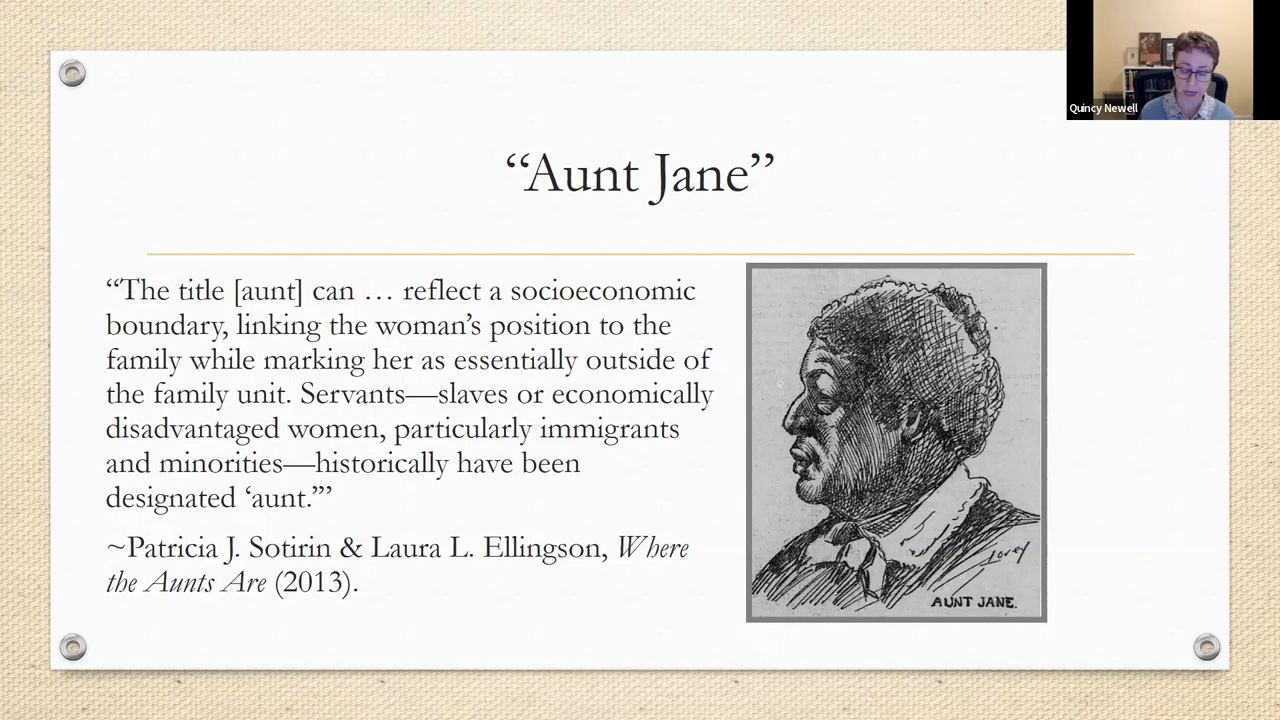 Quincy Newell
“Aunt Jane”
“The title [aunt] can … reflect a socioeconomic
boundary, linking the woman’s position to the
family while marking her as essentially outside of
the family unit. Servants—slaves or economically
disadvantaged women, particularly immigrants
and minorities—historically have been
designated ‘aunt.’”
~Patricia J. Sotirin & Laura L. Ellingson, Where
the Aunts Are (2013).
Lovey
AUNT JANE.